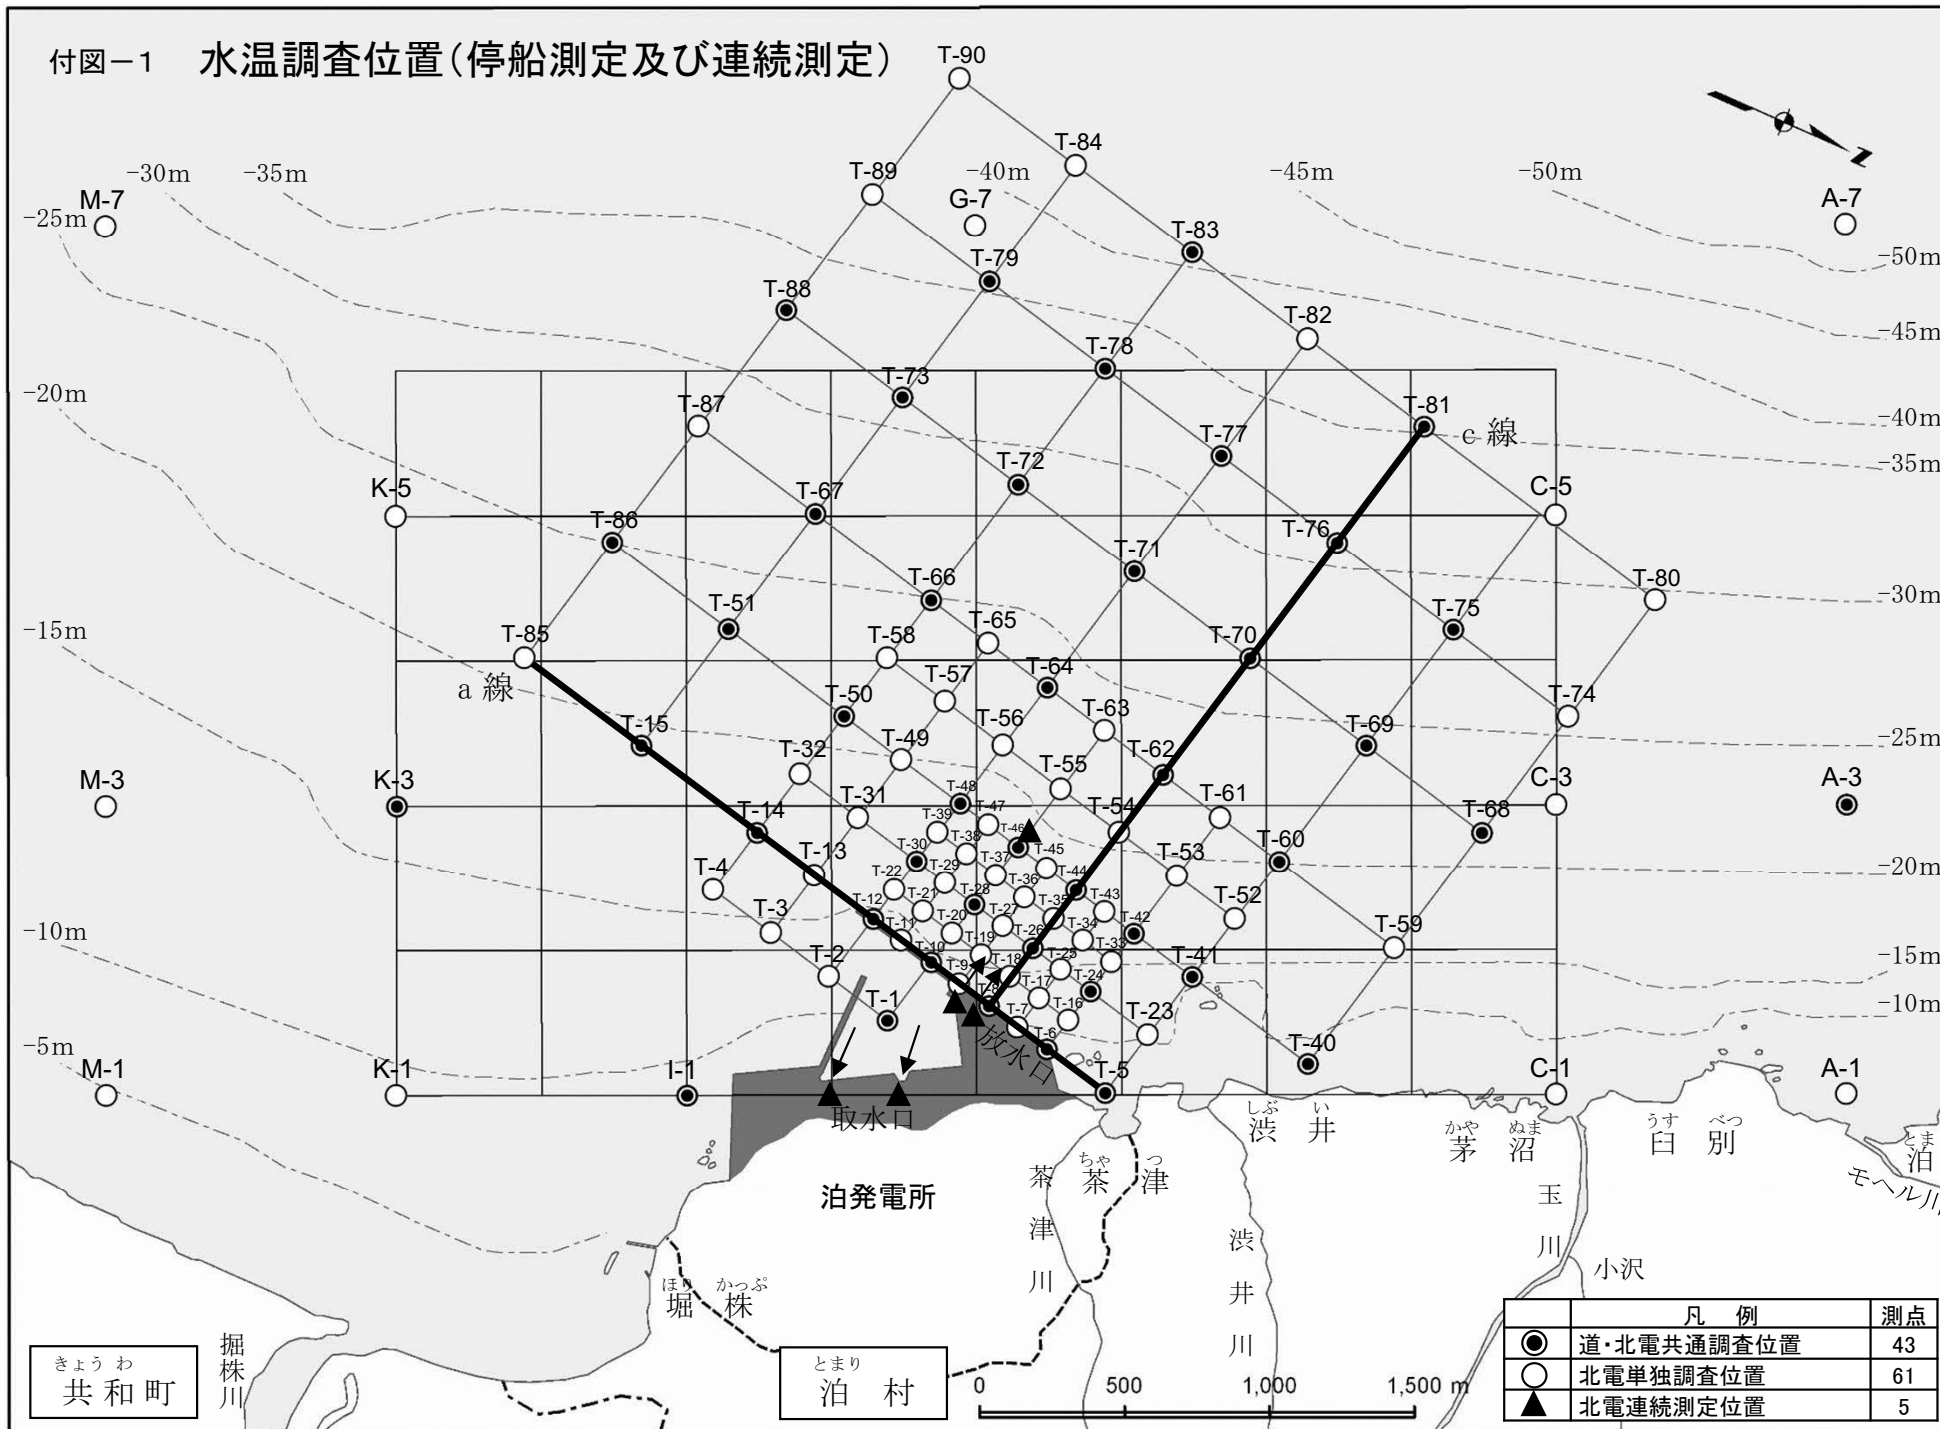 付図－1　水温調査位置（停船測定及び連続測定）
T-90
T-84
T-89
-30m
-35m
-40m
-45m
-50m
M-7
G-7
A-7
-25m
T-83
T-79
-50m
T-88
T-82
-45m
T-78
T-73
-20m
T-87
T-81
-40m
c 線
T-77
T-72
-35m
K-5
T-67
C-5
T-86
T-76
T-71
T-66
T-80
-30m
T-51
T-75
-15m
T-85
T-58
T-65
T-70
a 線
T-64
T-57
T-74
T-50
T-15
T-56
T-63
T-69
-25m
T-32
T-49
T-62
M-3
K-3
T-55
C-3
A-3
T-31
T-48
T-47
T-61
T-14
T-39
T-46
T-54
T-68
T-13
T-30
T-38
T-45
T-60
-20m
T-4
T-29
T-37
T-44
T-53
T-22
T-28
T-36
T-43
T-3
T-12
T-21
T-27
T-35
T-42
T-52
T-59
-10m
T-11
T-20
T-26
T-34
T-2
T-10
T-19
T-25
T-33
T-41
-15m
T-9
T-18
T-24
T-8
T-17
T-1
T-7
T-16
T-23
-10m
-5m
T-6
放水口
T-40
M-1
K-1
I-1
T-5
C-1
A-1
取水口
しぶ い
渋 井
かや ぬま
茅 沼
うす べつ
臼 別
とま
泊
モヘル川
ちゃ つ
茶 津
泊発電所
茶津川
渋井川
玉川
小沢
ほり かっぷ
堀 株
掘株川
きょう わ
共 和 町
とまり
泊 村
0 500 1,000 1,500 m
凡 例 測点
道・北電共通調査位置 43
北電単独調査位置 61
北電連続測定位置 5
Z